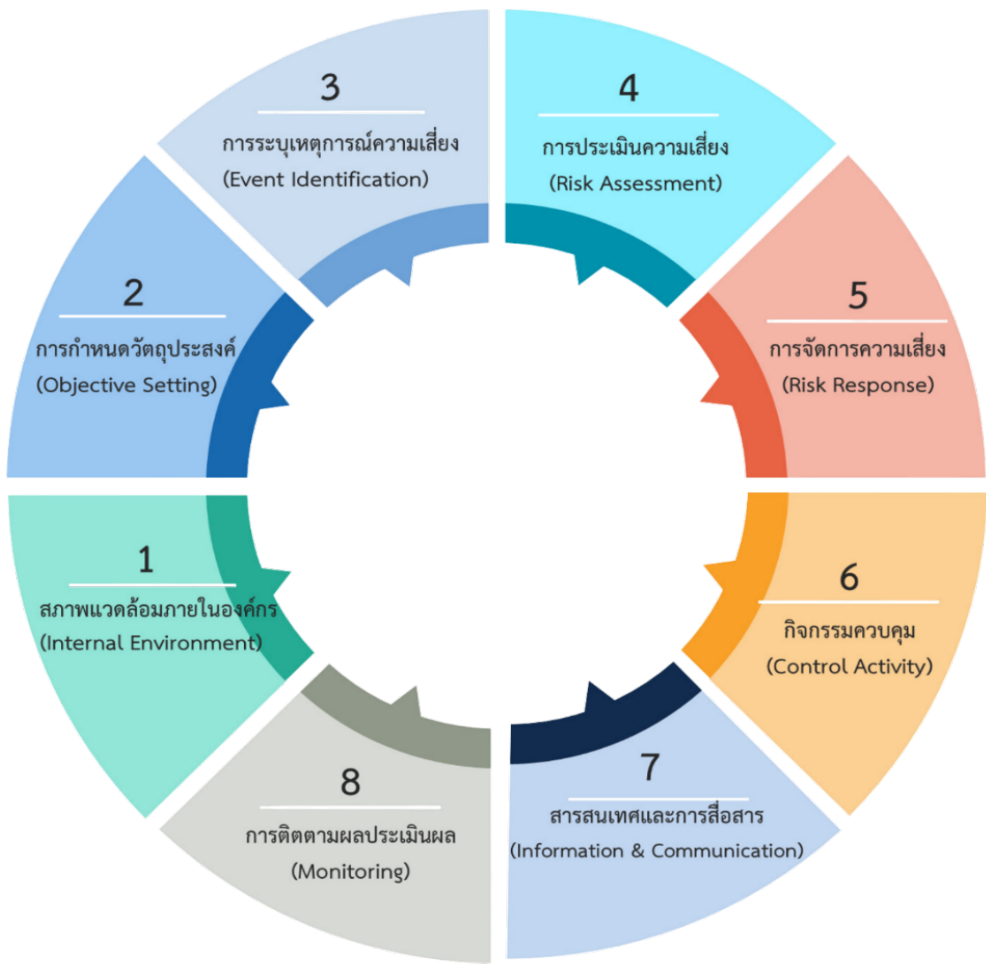 1
สภาพแวดล้อมภายในองค์กร
(Internal Environment)
2
การกำหนดวัตถุประสงค์
(Objective Setting)
3
การระบุเหตุการณ์ความเสี่ยง
(Event Identification)
4
การประเมินความเสี่ยง
(Risk Assessment)
5
การจัดการความเสี่ยง
(Risk Response)
6
กิจกรรมควบคุม
(Control Activity)
7
สารสนเทศและการสื่อสาร
(Information & Communication)
8
การติตตามผลประเมินผล
(Monitoring)